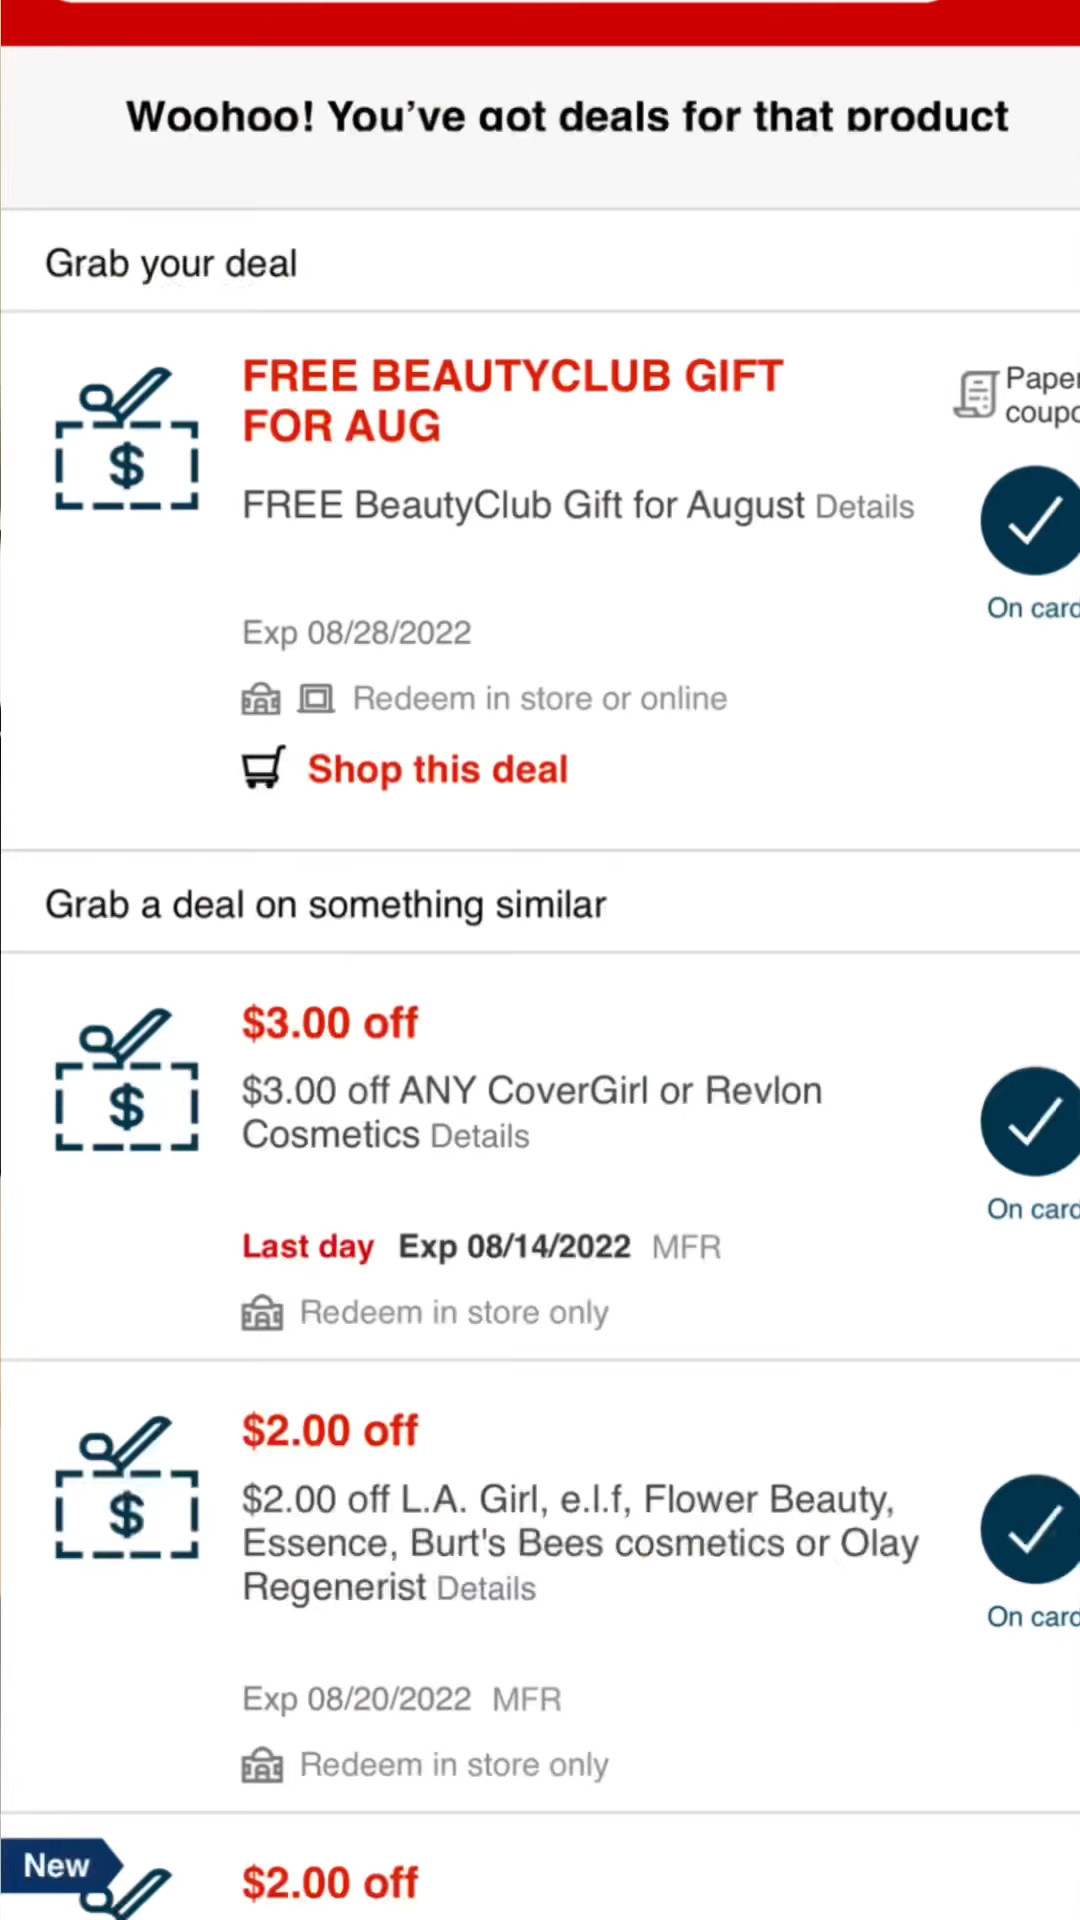 Woohoo! You’ve got deals for that product
Grab your deal
FREE BEAUTYCLUB GIFT
FOR AUG
Paper
FREE BeautyClub Gift for August Details
On card
Exp 08/28/2022
Redeem in store or online
Shop this deal
Grab a deal on something similar
$3.00 off
$3.00 off ANY CoverGirl or Revlon
Cosmetics Details
On card
Last day Exp 08/14/2022 MFR
Redeem in store only
$2.00 off
$2.00 off L.A. Girl, e.l.f, Flower Beauty,
Essence, Burt's Bees cosmetics or Olay
Regenerist Details
On card
Exp 08/20/2022 MFR
Redeem in store only
New
$2.00 off